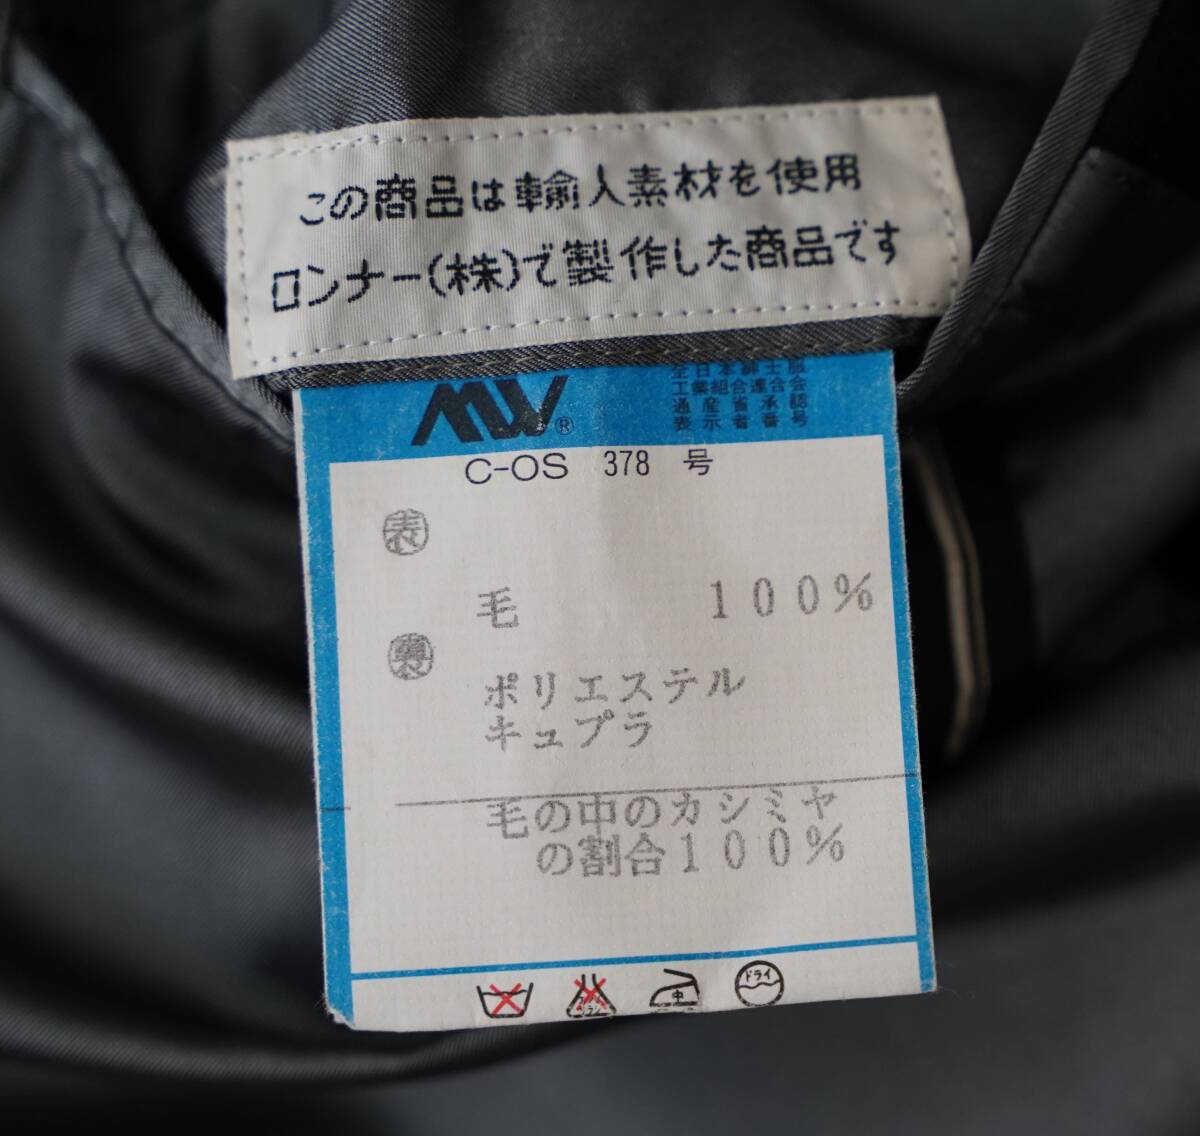 この商品は輸入素材を使用
ロンナー(株)で製作した商品です
MW®
全日本紳士服
工業組合連合会
通産省承認
表示者番号
C-OS 378 号
表
毛 100%
裏
ポリエステル
キュプラ
毛の中のカシミヤ
の割合100%
中
ドライ